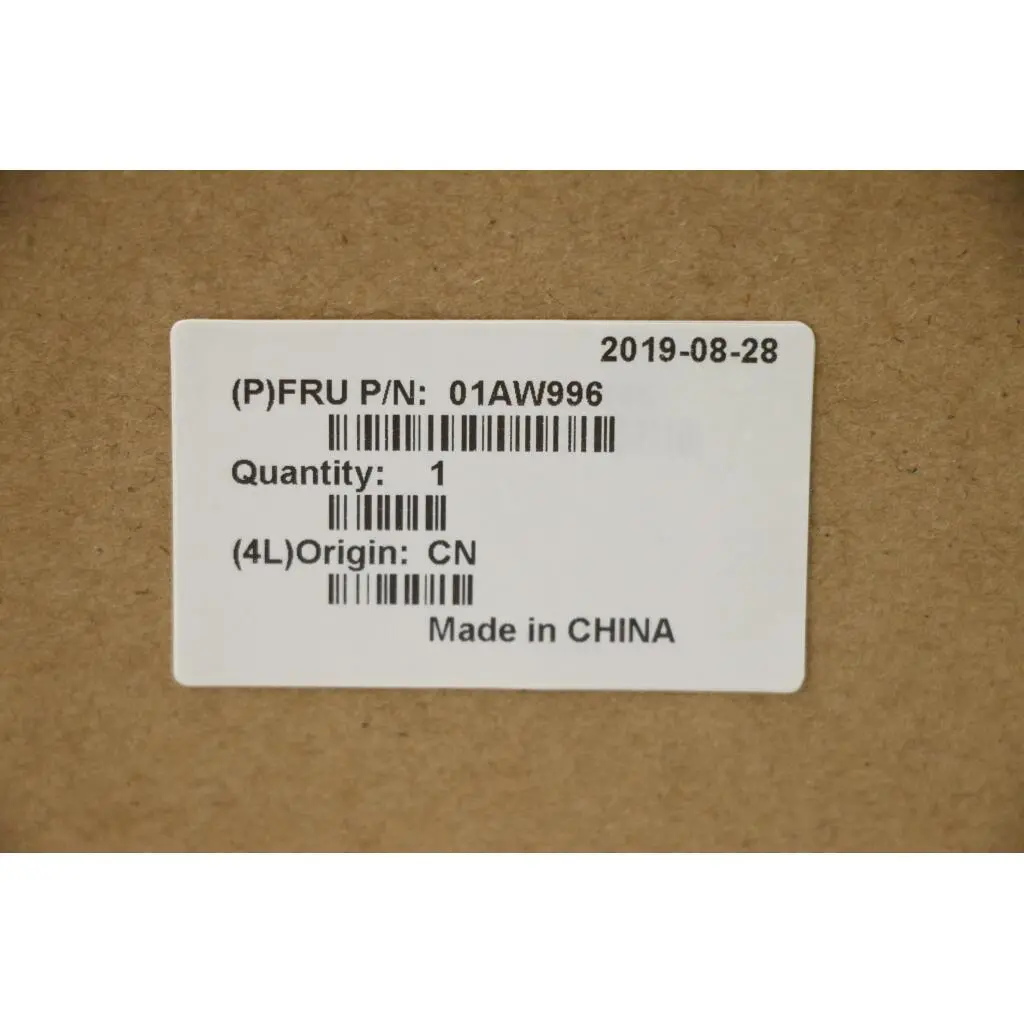 2019-08-28
(P)FRU P/N: 01AW996
Quantity: 1
(4L)Origin: CN
Made in CHINA